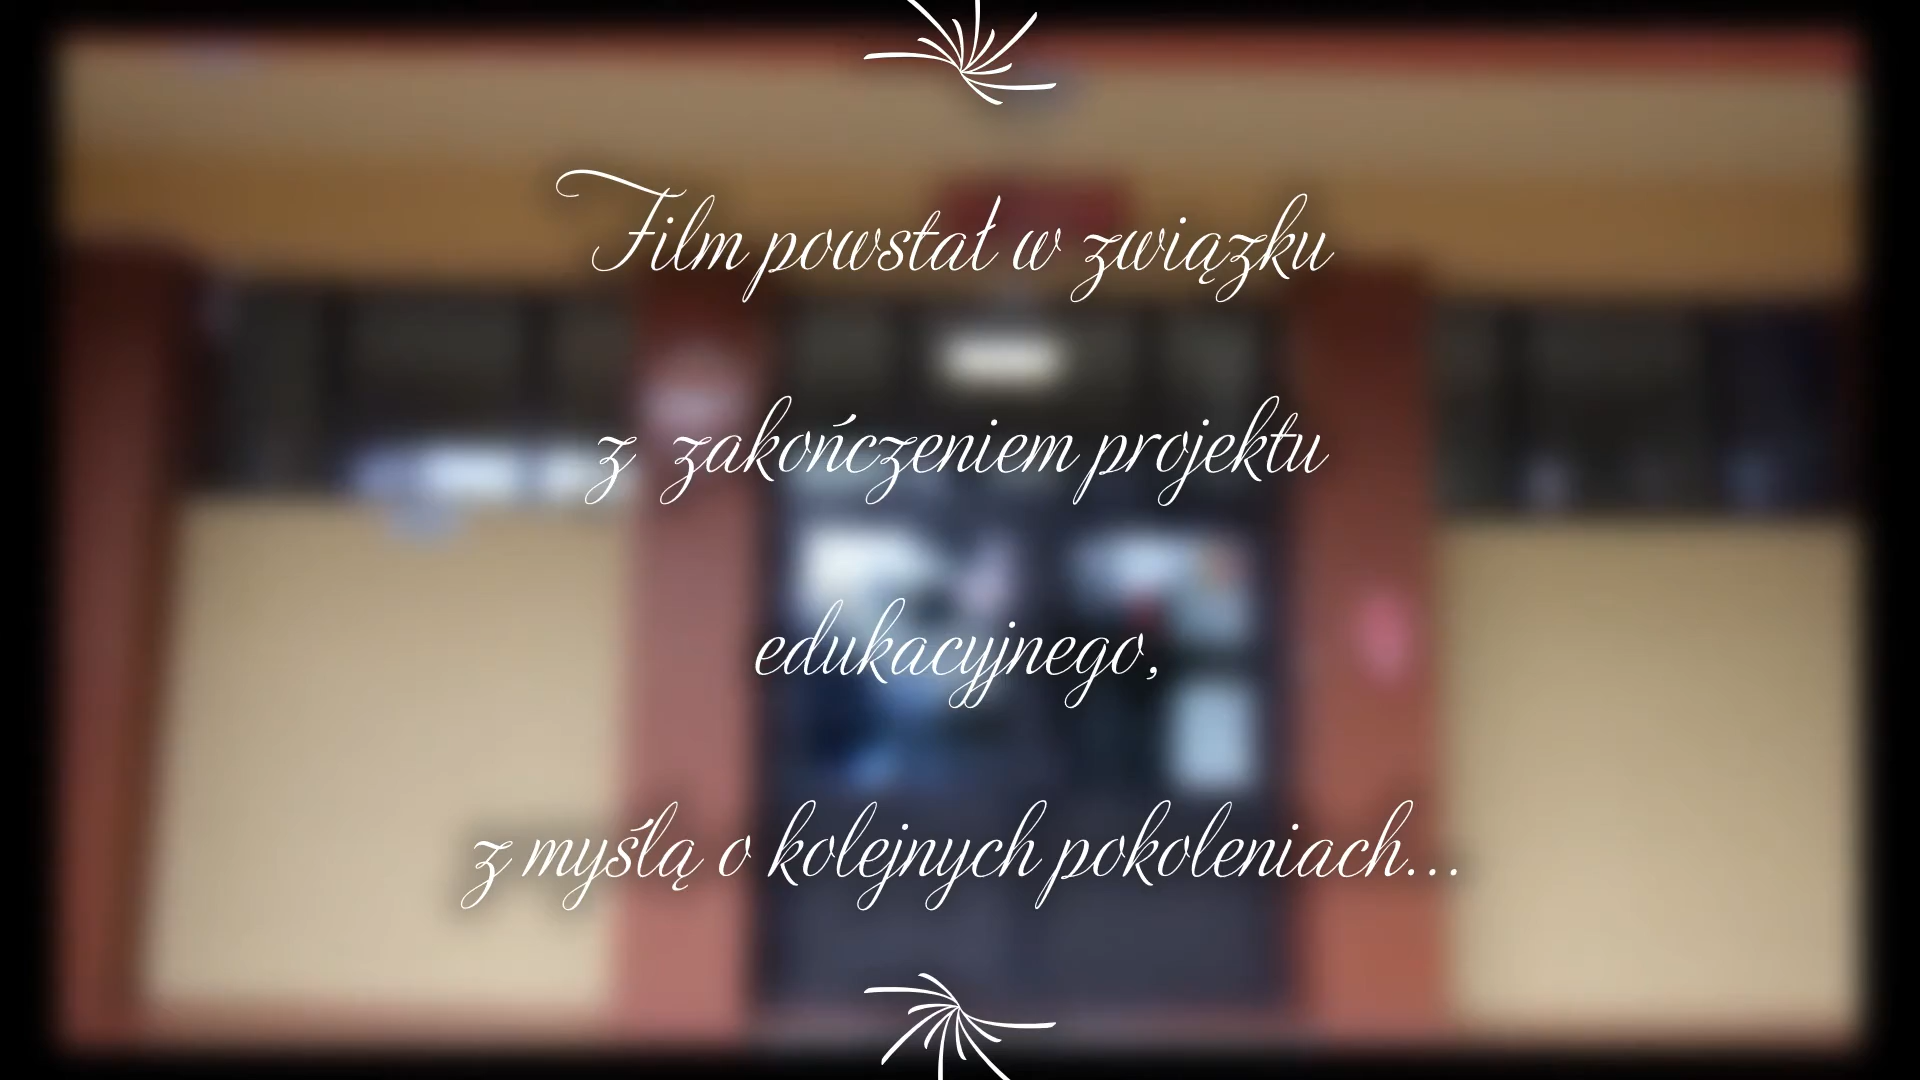 Film powstał w związku
z zakończeniem projektu
edukacyjnego,
z myślą o kolejnych pokoleniach...